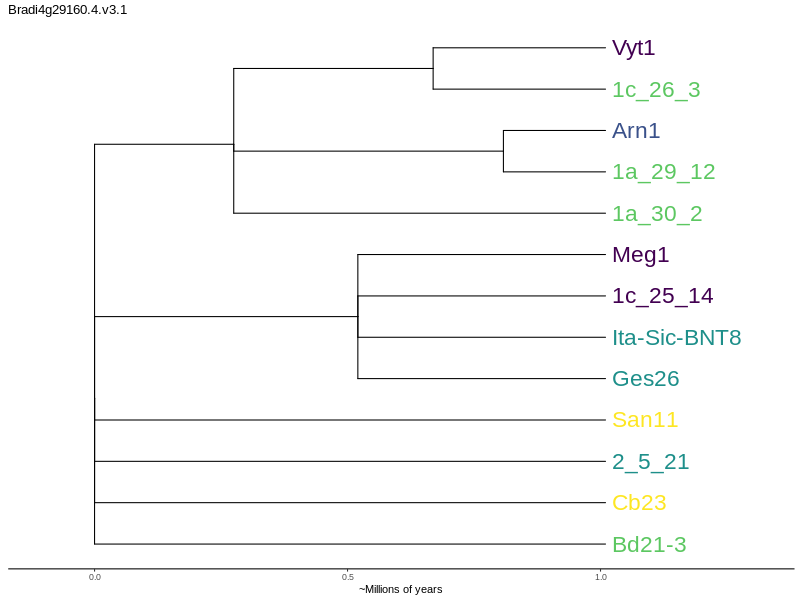 Bradi4g29160.4.v3.1
Vyt1
1c_26_3
Arn1
1a_29_12
1a_30_2
Meg1
1c_25_14
Ita-Sic-BNT8
Ges26
San11
2_5_21
Cb23
Bd21-3
0.0 0.5 1.0
~Millions of years